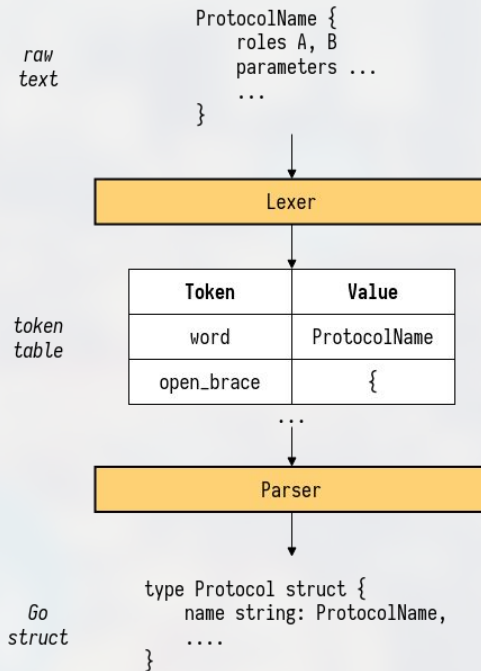 ProtocolName {
raw
text
roles A, B
parameters ...
...
}
Lexer
Token Value
token
table
word ProtocolName
open_brace {
...
Parser
Go
struct
type Protocol struct {
name string: ProtocolName,
....
}